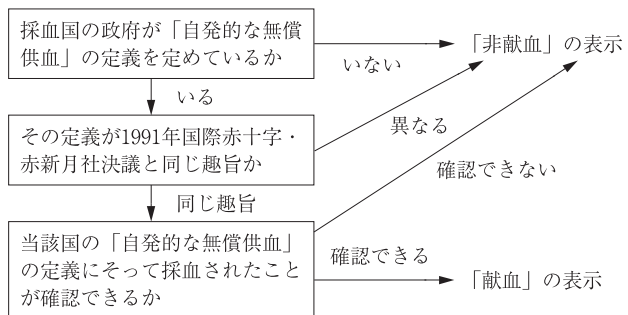 採血国の政府が「自発的な無償
供血」の定義を定めているか
いない
「非献血」の表示
いる
その定義が1991年国際赤十字・
赤新月社決議と同じ趣旨か
異なる
確認できない
同じ趣旨
当該国の「自発的な無償供血」
の定義にそって採血されたこと
が確認できるか
確認できる
「献血」の表示